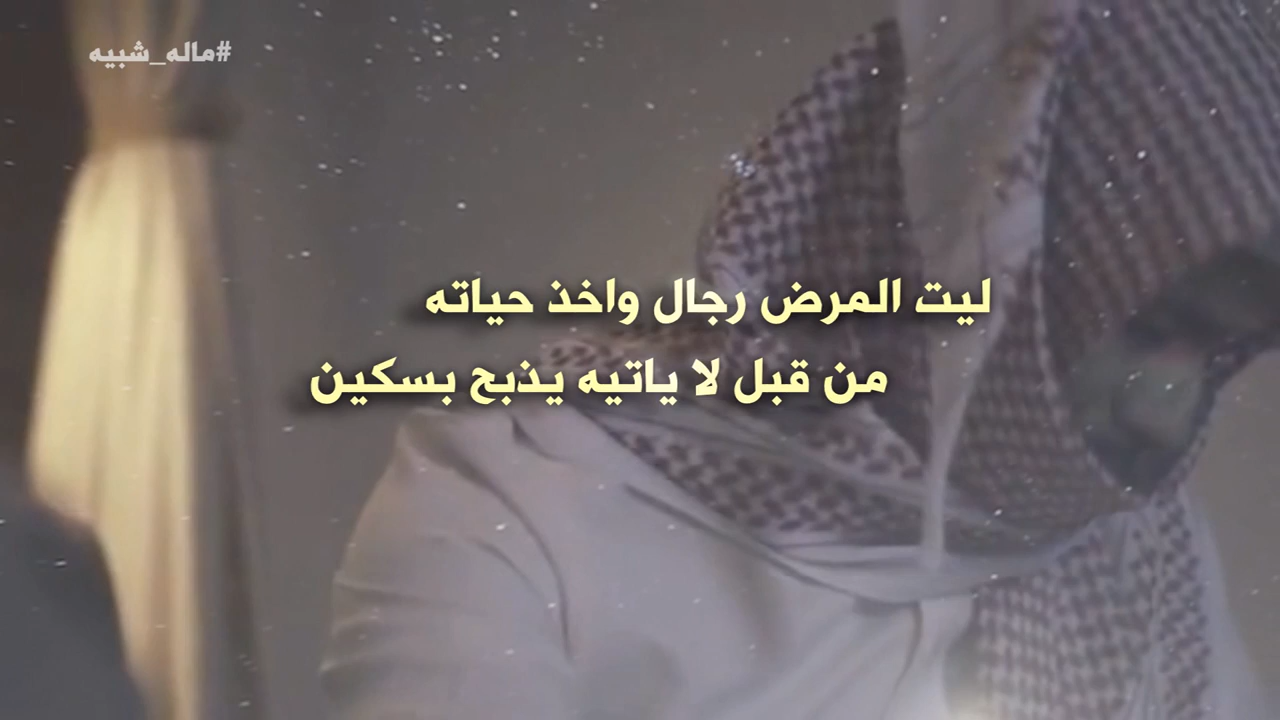 #ماله_شبيه
ليت المرض رجال واخذ حياته
من قبل لا ياتيه يذبح بسكين